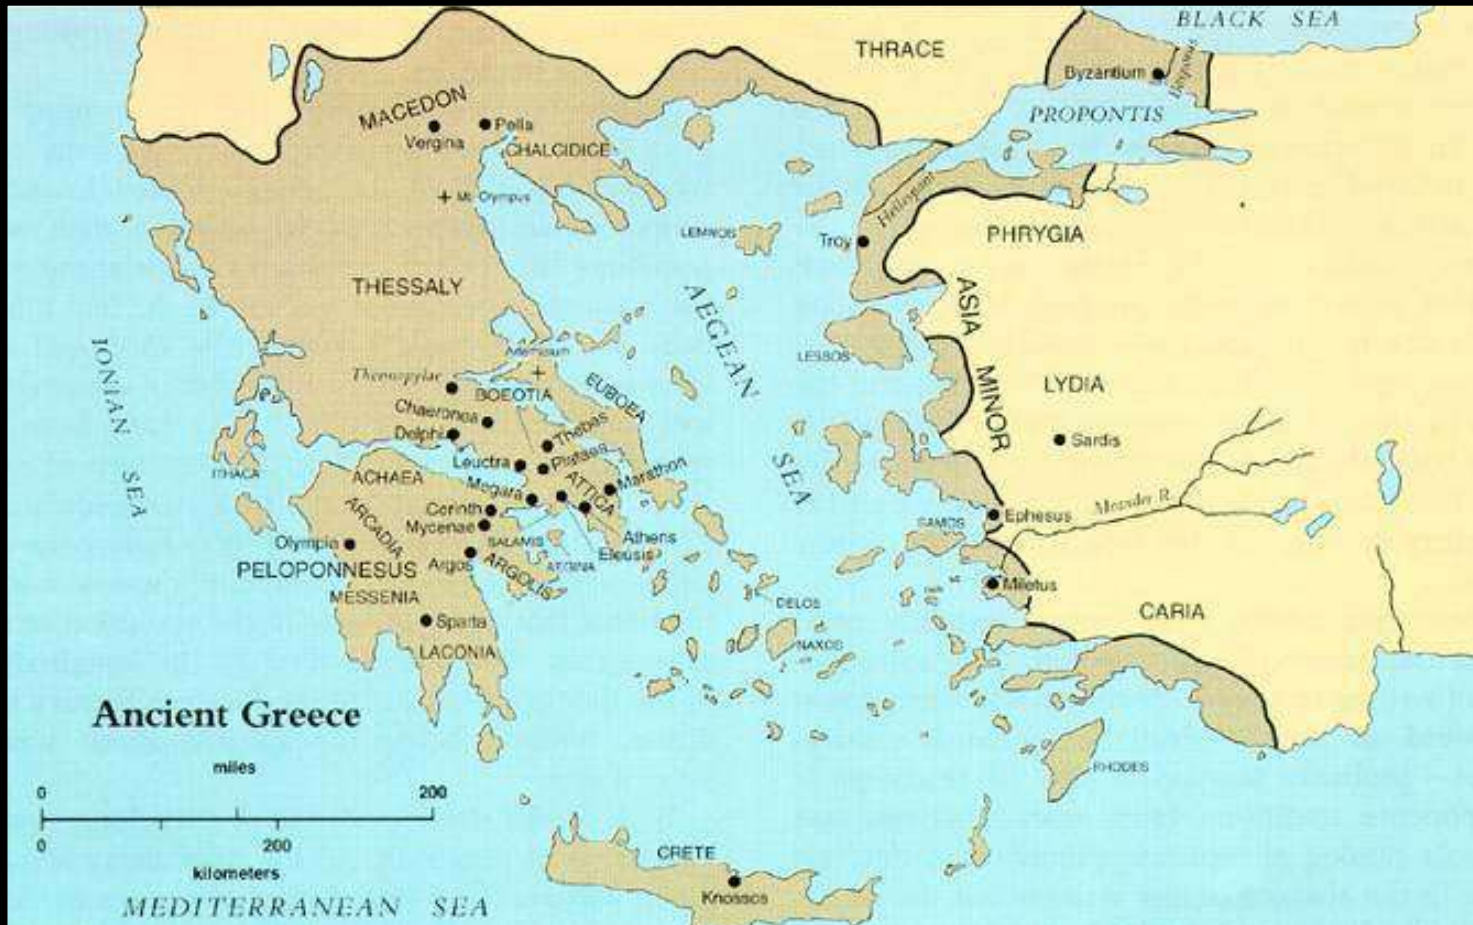 BLACK SEA
THRACE
Byzantium
Bosporus
PROPONTIS
MACEDON
Pella
Vergina
CHALCIDICE
Mt. Olympus
Hellespont
LEMNOS
Troy
PHRYGIA
THESSALY
AEGEAN
SEA
ASIA
MINOR
IONIAN
SEA
LESSOS
Artemisium
Thermopylae
BOEOTIA
EUBOEA
LYDIA
Chaeronea
Delphi
Thebes
Sardis
Leuctra
Plataea
ITHACA
ACHAEA
Megara
ATTICA
Marathon
Meander R.
ARCADIA
Corinth
Mycenae
SAMOS
Ephesus
Olympia
SALAMIS
Athens
Eleusis
Argos
AEGINA
PELOPONNESUS
ARGOLIS
Miletus
MESSENIA
DELOS
CARIA
Sparta
NAXOS
LACONIA
Ancient Greece
miles
0 200
0 200
kilometers
RHODES
CRETE
Knossos
MEDITERRANEAN SEA